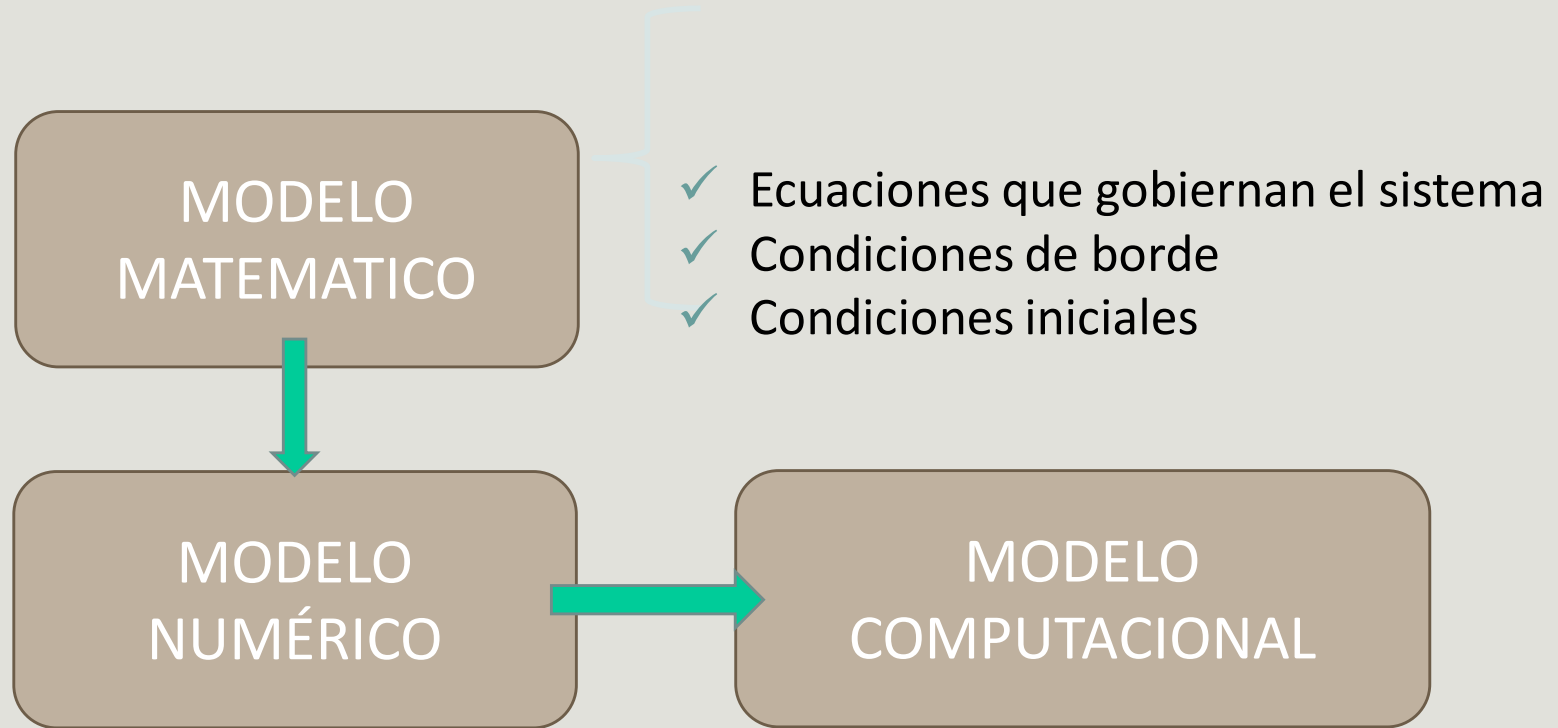 MODELO
MATEMATICO
Ecuaciones que gobiernan el sistema
Condiciones de borde
Condiciones iniciales
MODELO
NUMÉRICO
MODELO
COMPUTACIONAL